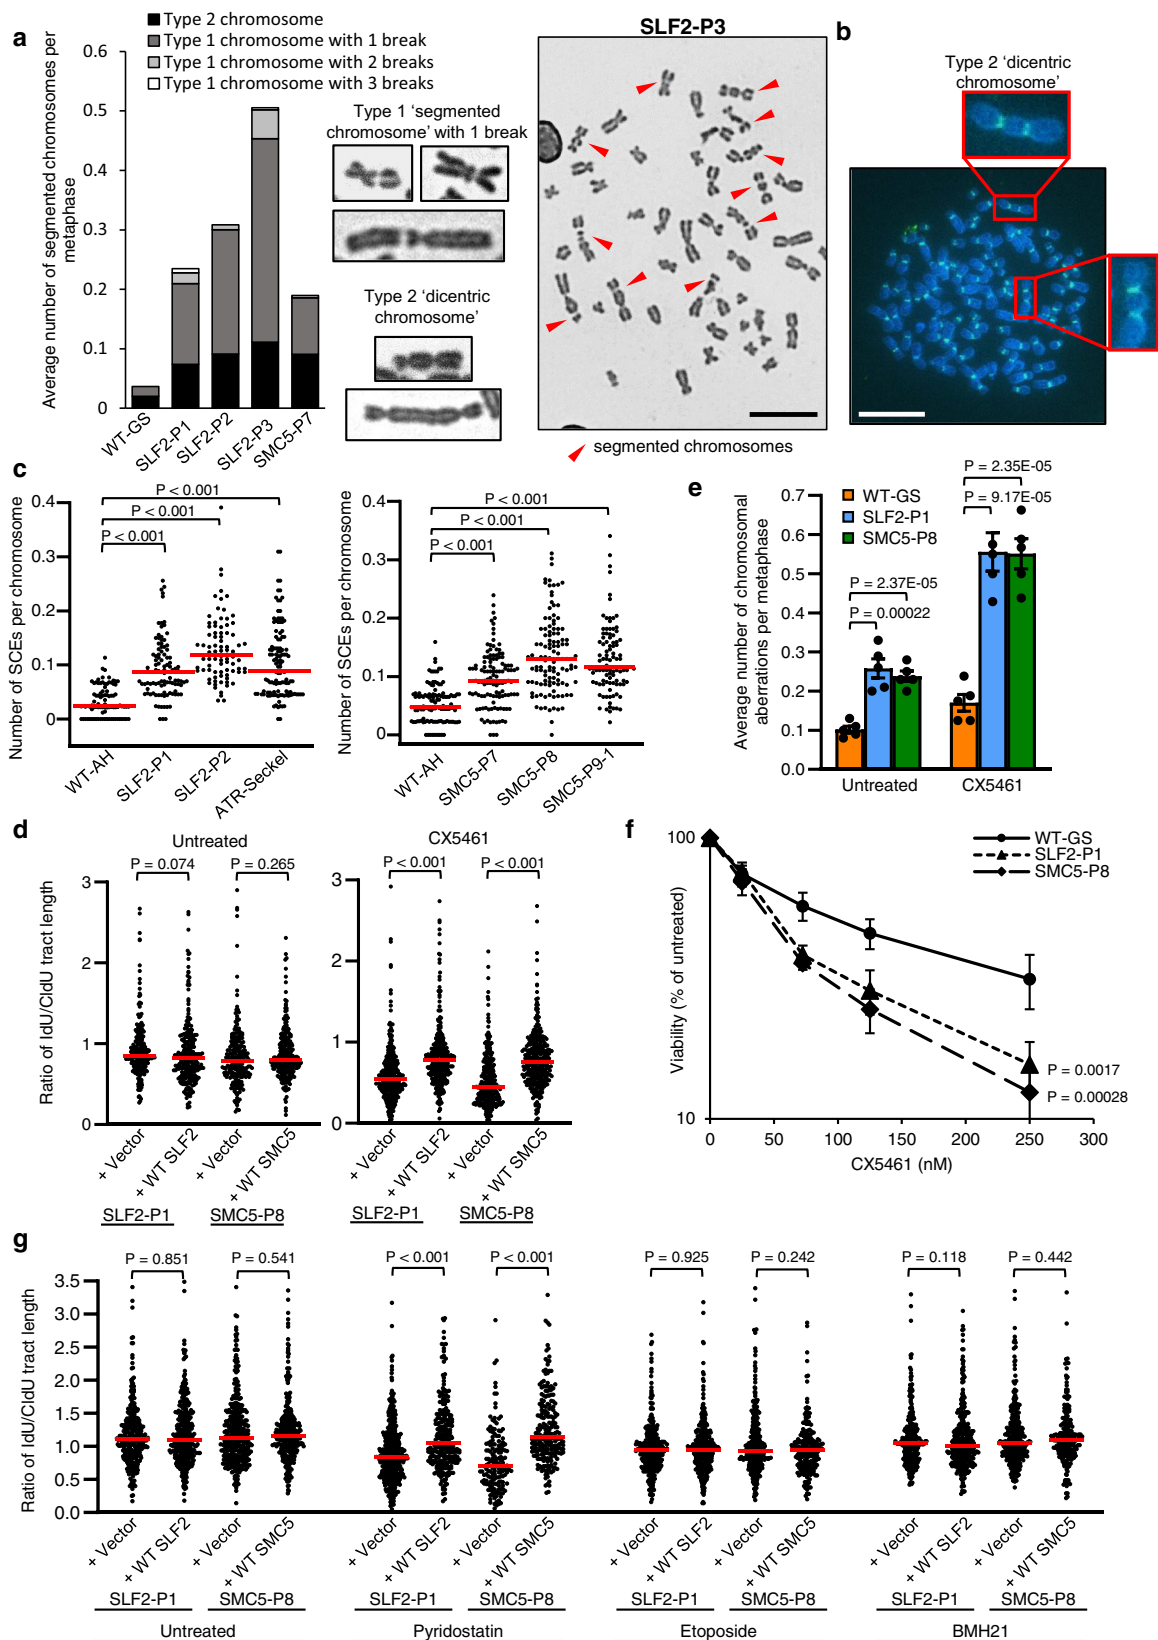 a
Type 2 chromosome
Type 1 chromosome with 1 break
Type 1 chromosome with 2 breaks
Type 1 chromosome with 3 breaks
Average number of segmented chromosomes per
metaphase
0.6
0.5
0.4
0.3
0.2
0.1
0
WT-GS
SLF2-P1
SLF2-P2
SLF2-P3
SMC5-P7
Type 1 ‘segmented
chromosome’ with 1 break
Type 2 ‘dicentric
chromosome’
SLF2-P3
segmented chromosomes
b
Type 2 ‘dicentric
chromosome’
c
Number of SCEs per chromosome
0.4
0.3
0.2
0.1
0
P < 0.001
P < 0.001
P < 0.001
WT-AH
SLF2-P1
SLF2-P2
ATR-Seckel
Number of SCEs per chromosome
0.4
0.3
0.2
0.1
0
P < 0.001
P < 0.001
P < 0.001
WT-AH
SMC5-P7
SMC5-P8
SMC5-P9-1
e
Average number of chromosomal
aberrations per metaphase
0.7
0.6
0.5
0.4
0.3
0.2
0.1
0.0
WT-GS
SLF2-P1
SMC5-P8
P = 2.37E-05
P = 0.00022
P = 2.35E-05
P = 9.17E-05
Untreated
CX5461
d
Untreated
Ratio of IdU/CldU tract length
3
2
1
0
P = 0.074
P = 0.265
+ Vector
+ WT SLF2
+ Vector
+ WT SMC5
SLF2-P1
SMC5-P8
CX5461
3
2
1
0
P < 0.001
P < 0.001
+ Vector
+ WT SLF2
+ Vector
+ WT SMC5
SLF2-P1
SMC5-P8
f
Viability (% of untreated)
100
10
WT-GS
SLF2-P1
SMC5-P8
P = 0.0017
P = 0.00028
0
50
100
150
200
250
300
CX5461 (nM)
g
Ratio of IdU/CldU tract length
3.5
3.0
2.5
2.0
1.5
1.0
0.5
0.0
P = 0.851
P = 0.541
P < 0.001
P < 0.001
P = 0.925
P = 0.242
P = 0.118
P = 0.442
+ Vector
+ WT SLF2
+ Vector
+ WT SMC5
+ Vector
+ WT SLF2
+ Vector
+ WT SMC5
+ Vector
+ WT SLF2
+ Vector
+ WT SMC5
+ Vector
+ WT SLF2
+ Vector
+ WT SMC5
SLF2-P1
SMC5-P8
SLF2-P1
SMC5-P8
SLF2-P1
SMC5-P8
SLF2-P1
SMC5-P8
Untreated
Pyridostatin
Etoposide
BMH21